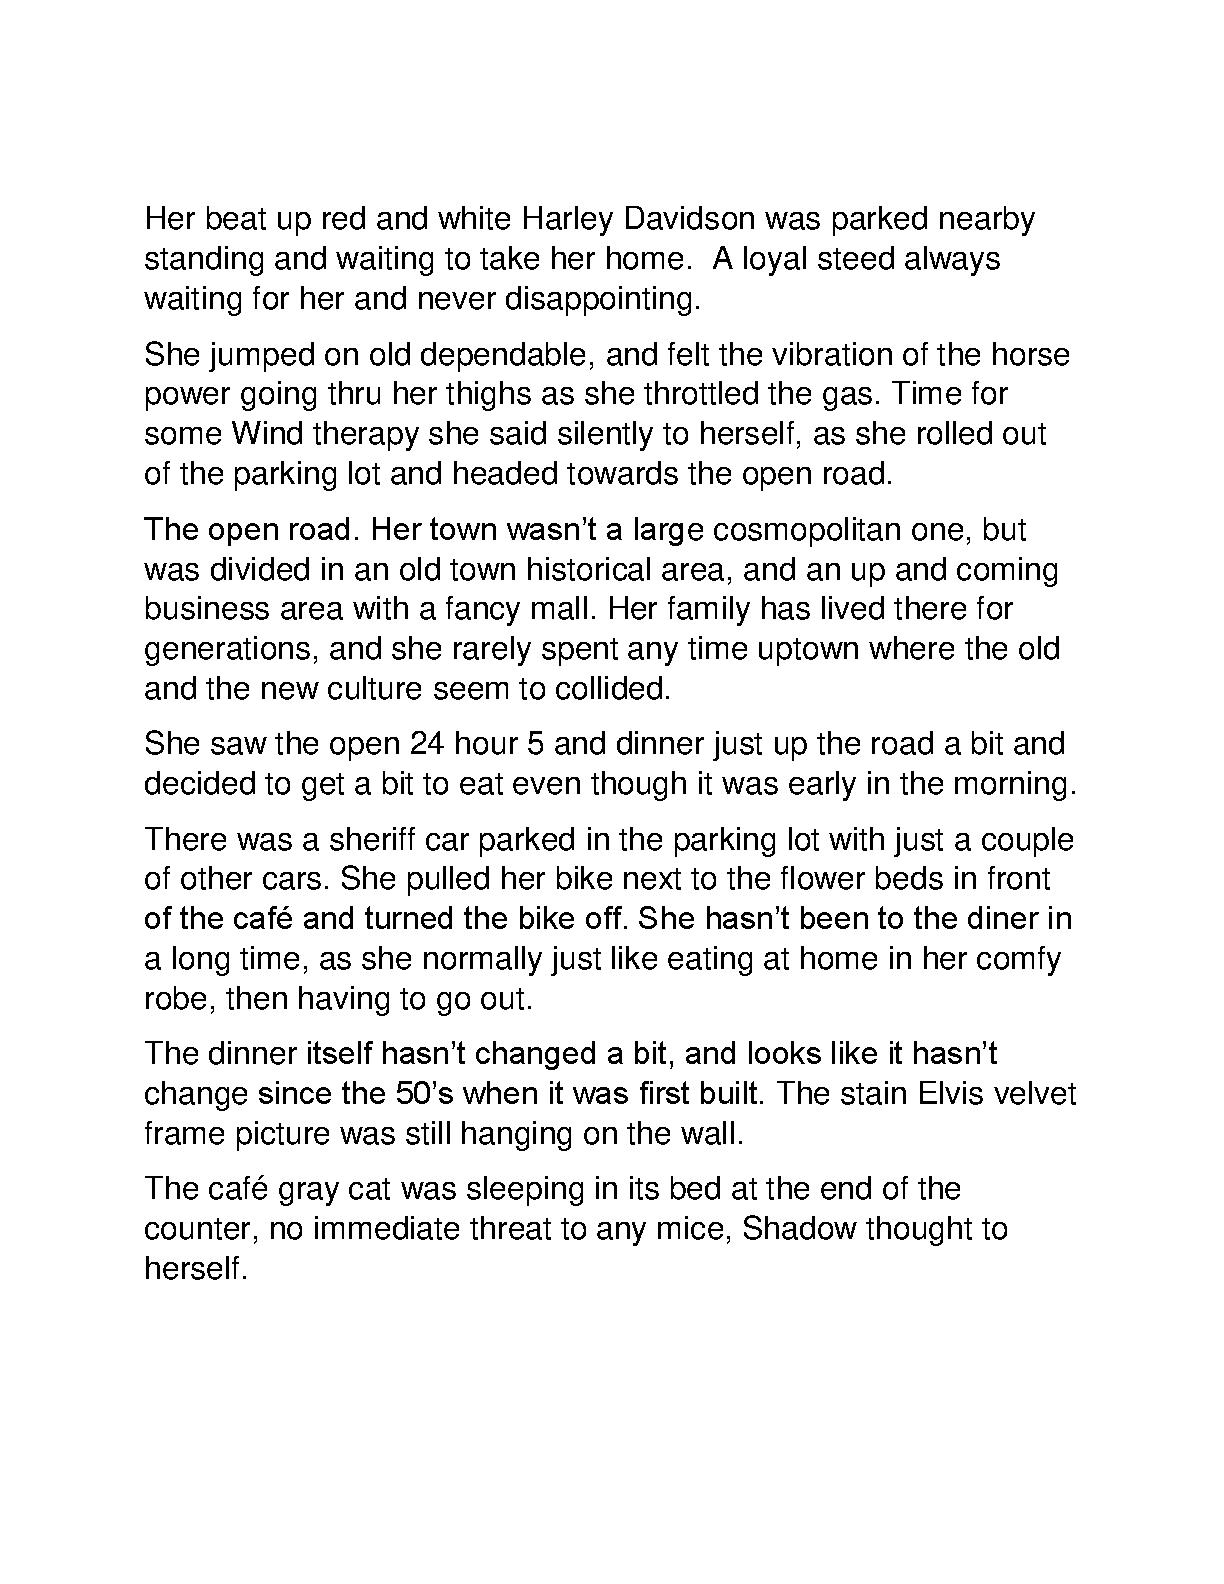 Her beat up red and white Harley Davidson was parked nearby
standing and waiting to take her home.  A loyal steed always
waiting for her and never disappointing.
She jumped on old dependable, and felt the vibration of the horse
power going thru her thighs as she throttled the gas. Time for
some Wind therapy she said silently to herself, as she rolled out
of the parking lot and headed towards the open road.
The open road. Her town wasn’t a large cosmopolitan one, but
was divided in an old town historical area, and an up and coming
business area with a fancy mall. Her family has lived there for
generations, and she rarely spent any time uptown where the old
and the new culture seem to collided.
She saw the open 24 hour 5 and dinner just up the road a bit and
decided to get a bit to eat even though it was early in the morning.
There was a sheriff car parked in the parking lot with just a couple
of other cars. She pulled her bike next to the flower beds in front
of the café and turned the bike off. She hasn’t been to the diner in
a long time, as she normally just like eating at home in her comfy
robe, then having to go out.
The dinner itself hasn’t changed a bit, and looks like it hasn’t
change since the 50’s when it was first built. The stain Elvis velvet
frame picture was still hanging on the wall.
The café gray cat was sleeping in its bed at the end of the
counter, no immediate threat to any mice, Shadow thought to
herself.